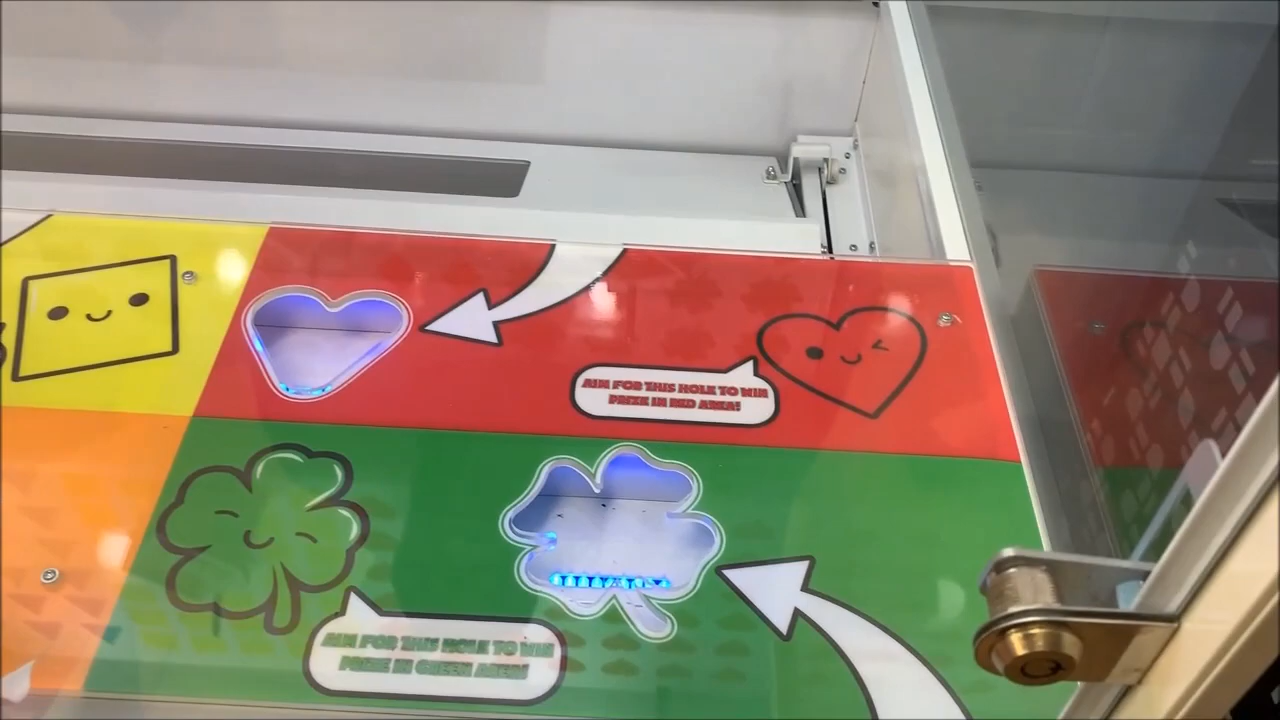 AIM FOR THIS HOLE TO WIN
PRIZE IN RED AREA!
AIM FOR THIS HOLE TO WIN
PRIZE IN GREEN AREA!